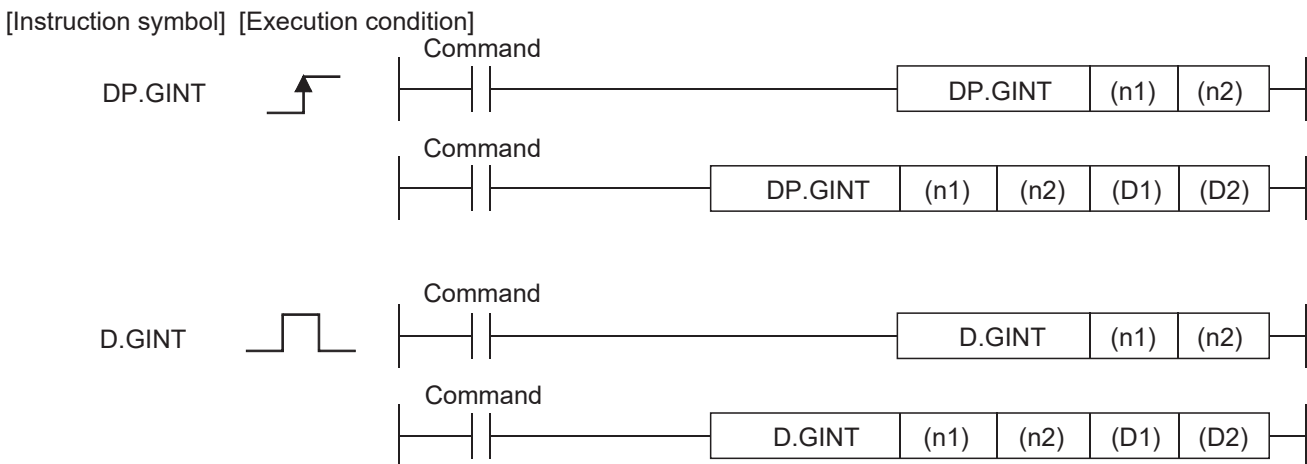 [Instruction symbol] [Execution condition]
Command
DP.GINT DP.GINT (n1) (n2)
Command
DP.GINT (n1) (n2) (D1) (D2)
Command
D.GINT D.GINT (n1) (n2)
Command
D.GINT (n1) (n2) (D1) (D2)